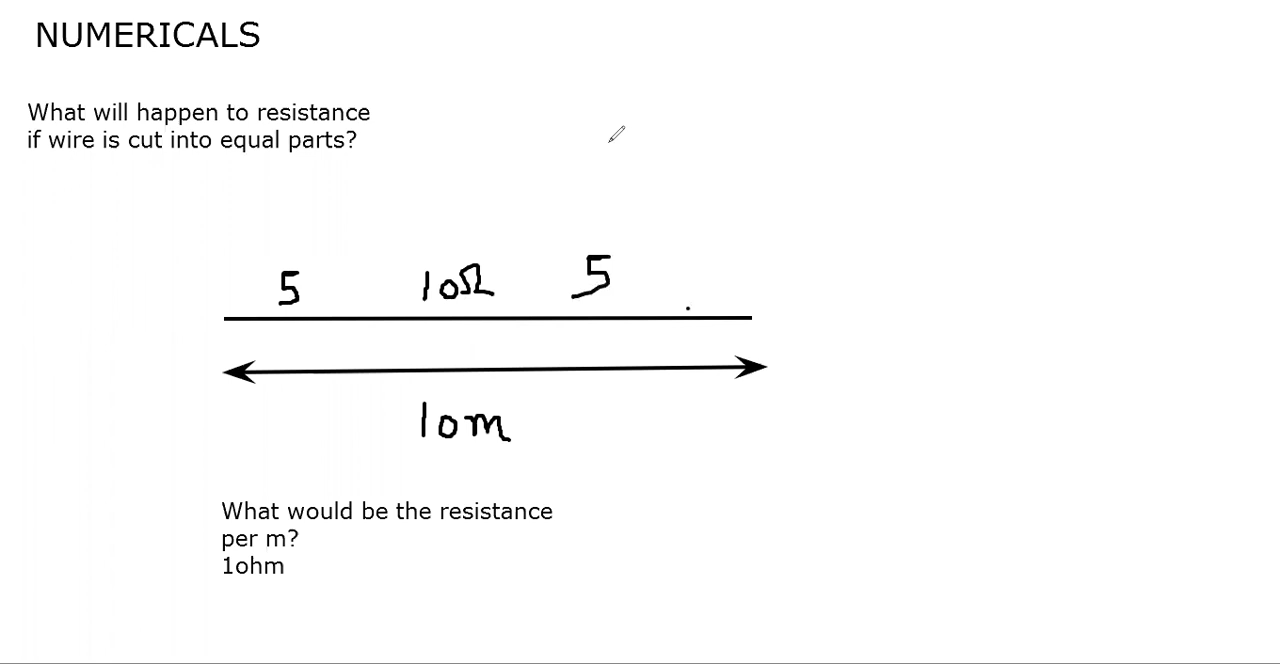 NUMERICALS
What will happen to resistance
if wire is cut into equal parts?
5 10Ω 5
10m
What would be the resistance
per m?
1ohm